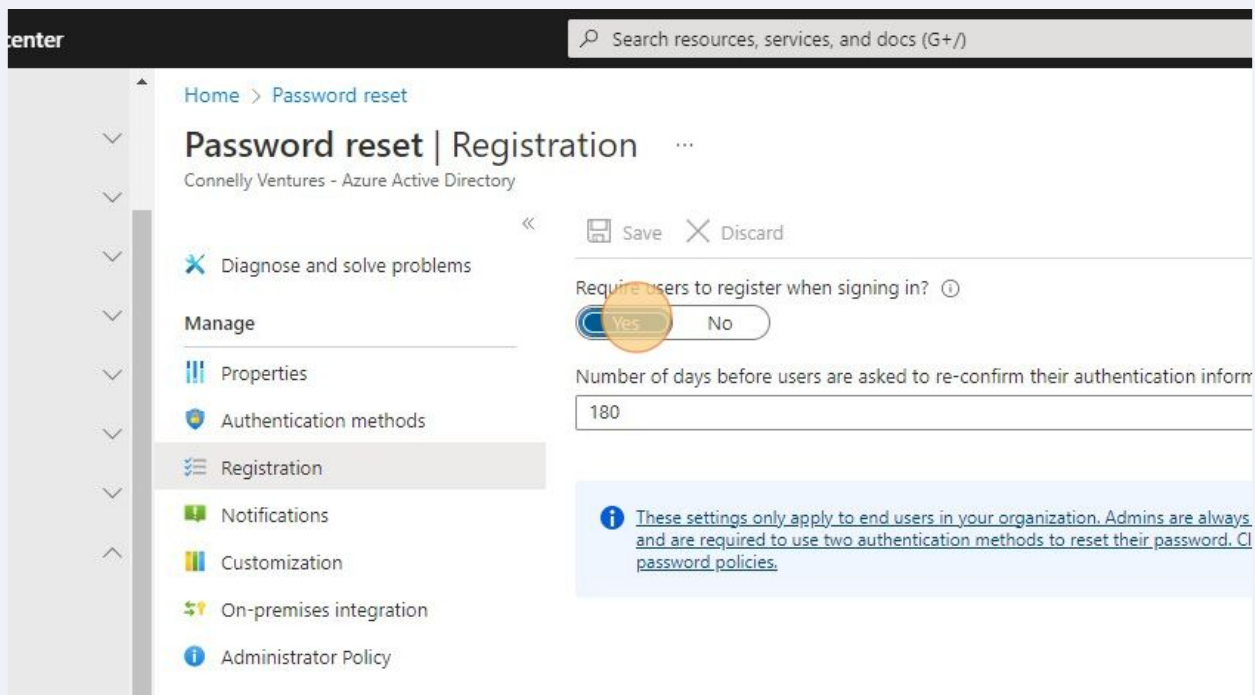 center
Search resources, services, and docs (G+/)
Home > Password reset
Password reset | Registration ...
Connelly Ventures - Azure Active Directory
«
Save Discard
Diagnose and solve problems
Require users to register when signing in?
Yes No
Manage
Properties
Number of days before users are asked to re-confirm their authentication inform
180
Authentication methods
Registration
Notifications
These settings only apply to end users in your organization. Admins are always
and are required to use two authentication methods to reset their password. Cl
password policies.
Customization
On-premises integration
Administrator Policy